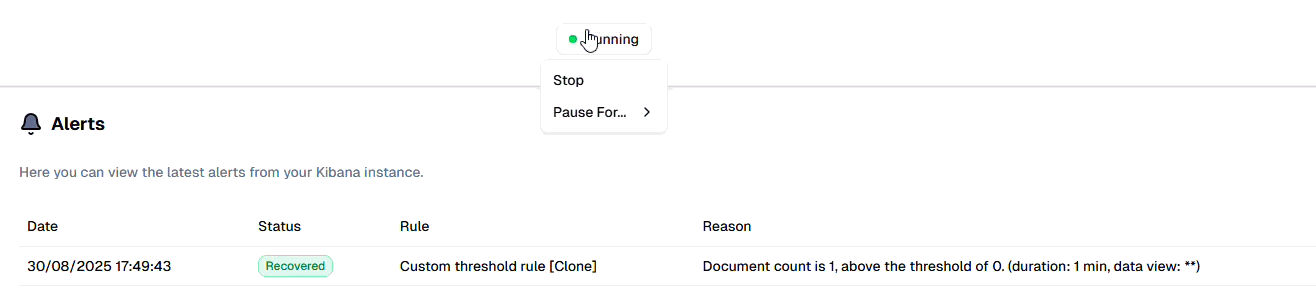 unning
Stop
Pause For...
Alerts
Here you can view the latest alerts from your Kibana instance.
Date Status Rule Reason
30/08/2025 17:49:43 Recovered Custom threshold rule [Clone] Document count is 1, above the threshold of 0. (duration: 1 min, data view: **)